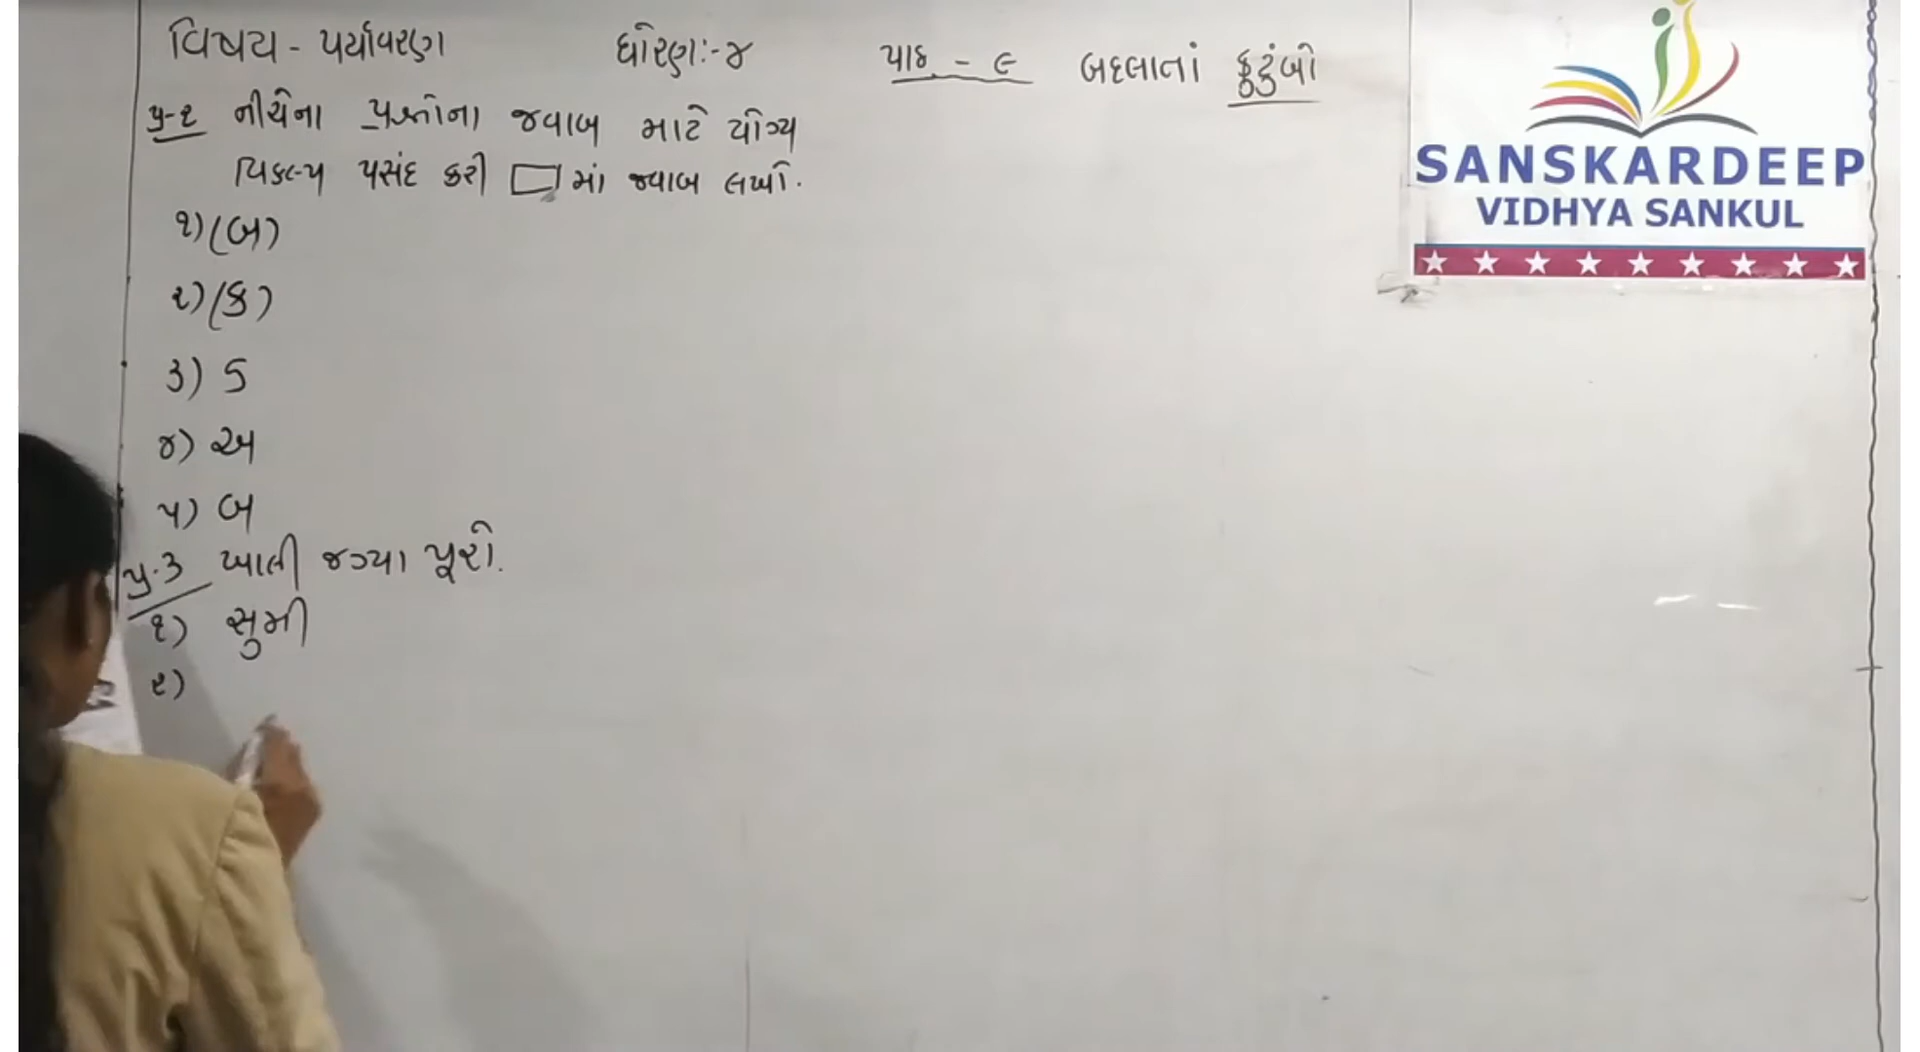 વિષય - પર્યાવરણ ધોરણ:-૪ પાઠ - ૯ બદલાતાં કુટુંબો
પ્ર-૨ નીચેના પ્રશ્નોના જવાબ માટે યોગ્ય
વિકલ્પ પસંદ કરી □ માં જવાબ લખો.
૧) (બ)
૨) (ક)
૩) ડ
૪) અ
૫) બ
પ્ર.૩ ખાલી જગ્યા પૂરો.
૧) સુમી
૨)
SANSKARDEEP
VIDHYA SANKUL